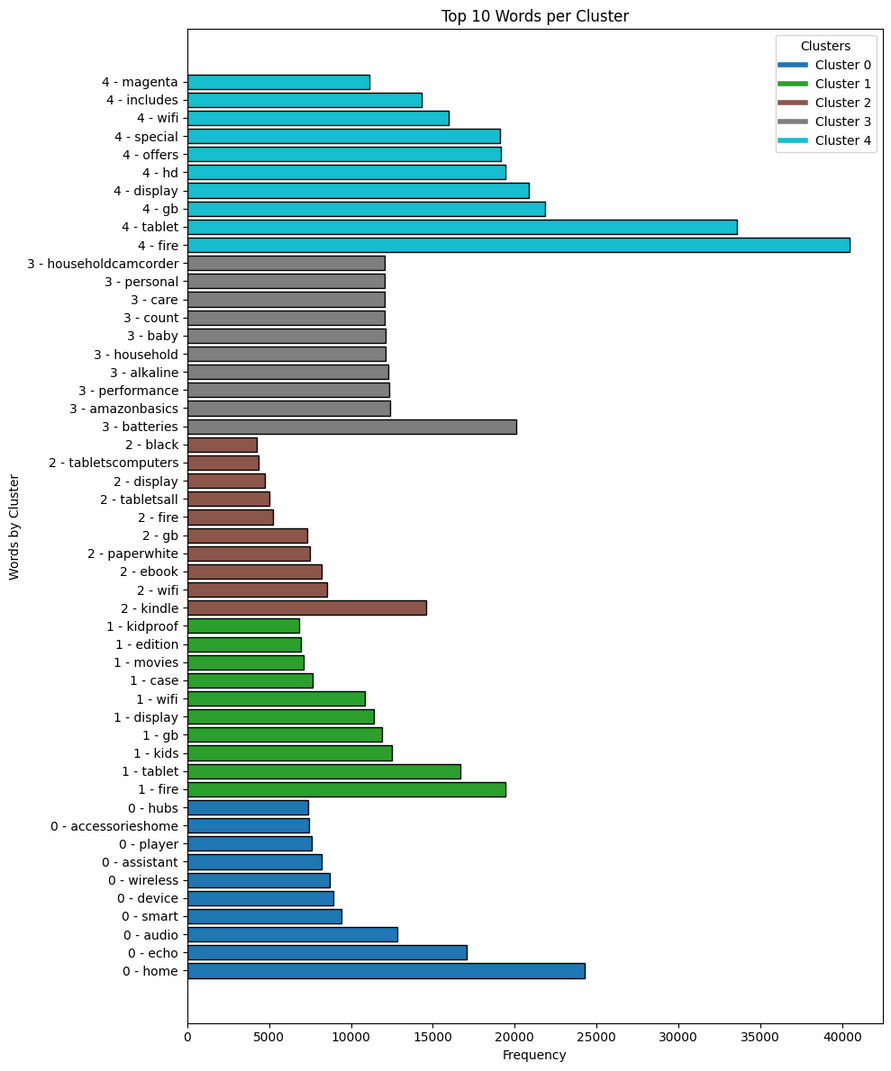 Top 10 Words per Cluster
Clusters
Cluster 0
Cluster 1
Cluster 2
Cluster 3
Cluster 4
Words by Cluster
4 - magenta
4 - includes
4 - wifi
4 - special
4 - offers
4 - hd
4 - display
4 - gb
4 - tablet
4 - fire
3 - householdcamcorder
3 - personal
3 - care
3 - count
3 - baby
3 - household
3 - alkaline
3 - performance
3 - amazonbasics
3 - batteries
2 - black
2 - tabletscomputers
2 - display
2 - tabletsall
2 - fire
2 - gb
2 - paperwhite
2 - ebook
2 - wifi
2 - kindle
1 - kidproof
1 - edition
1 - movies
1 - case
1 - wifi
1 - display
1 - gb
1 - kids
1 - tablet
1 - fire
0 - hubs
0 - accessorieshome
0 - player
0 - assistant
0 - wireless
0 - device
0 - smart
0 - audio
0 - echo
0 - home
0 5000 10000 15000 20000 25000 30000 35000 40000
Frequency